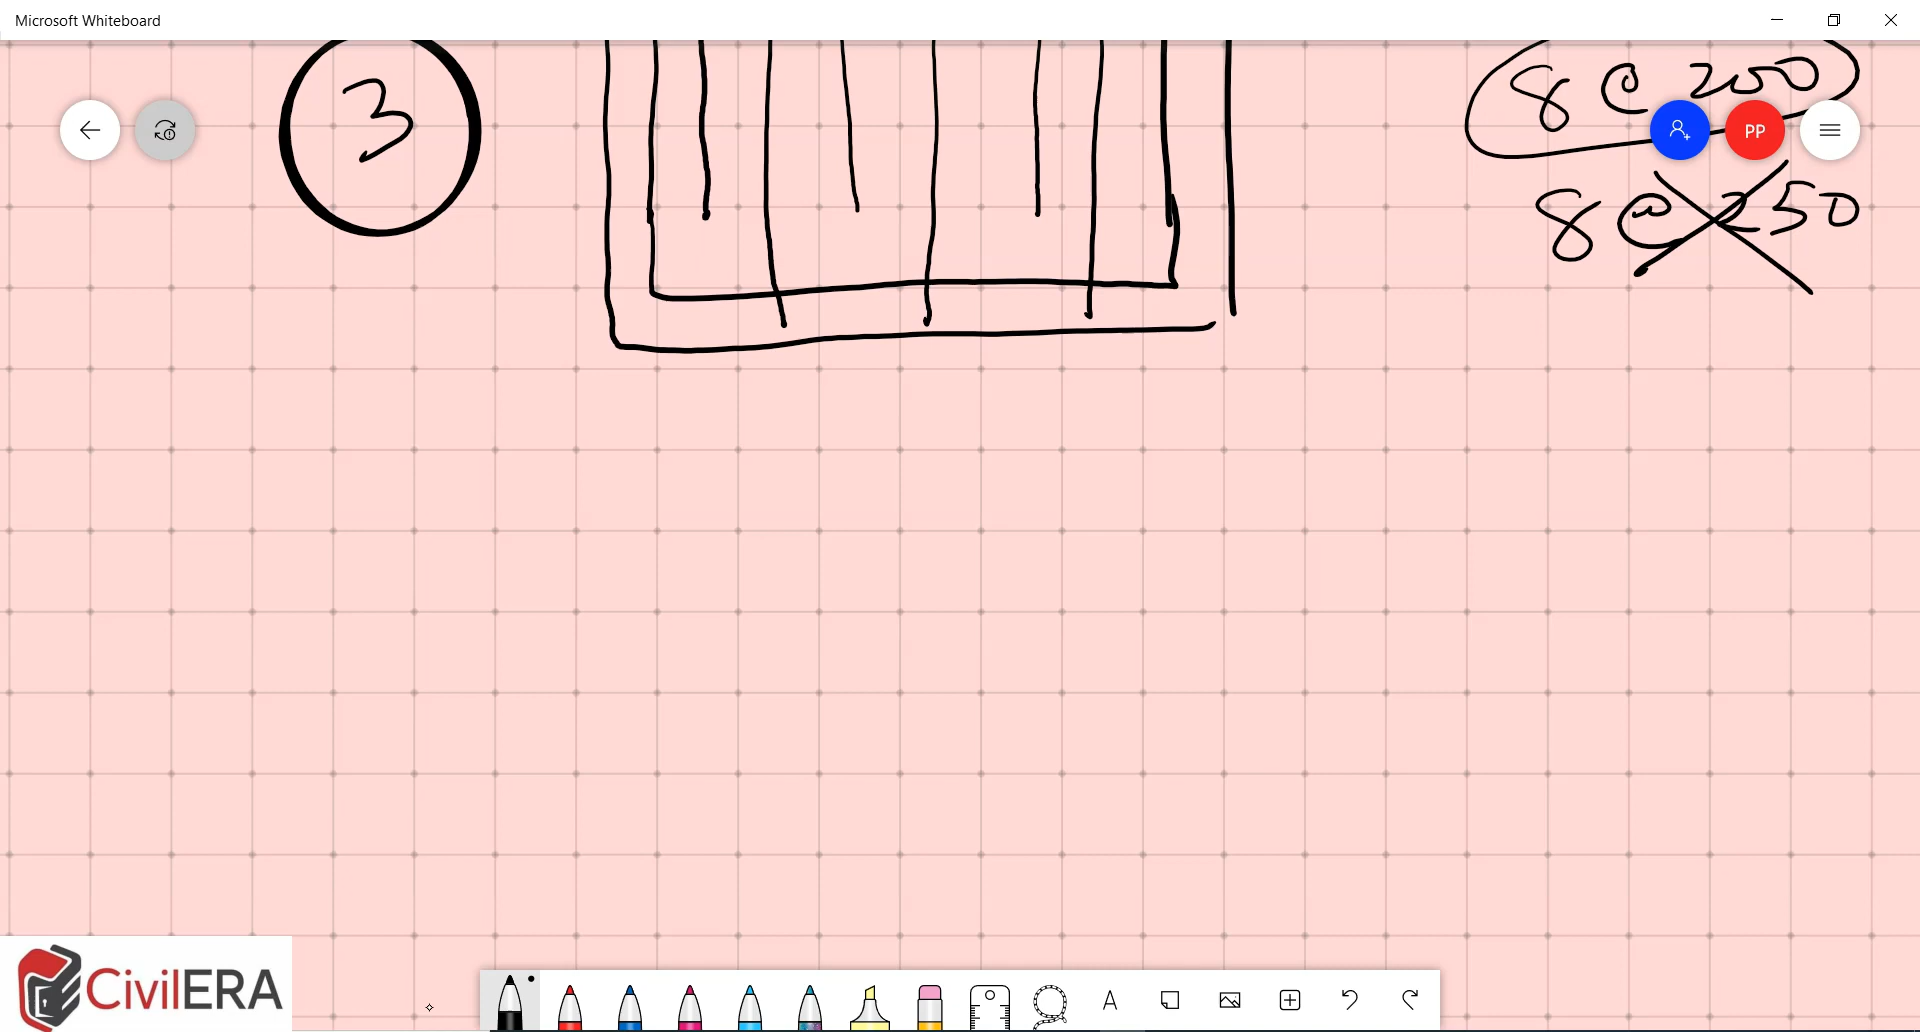 Microsoft Whiteboard
3
8 @ 200
8 @ 250
PP
CivilERA
A